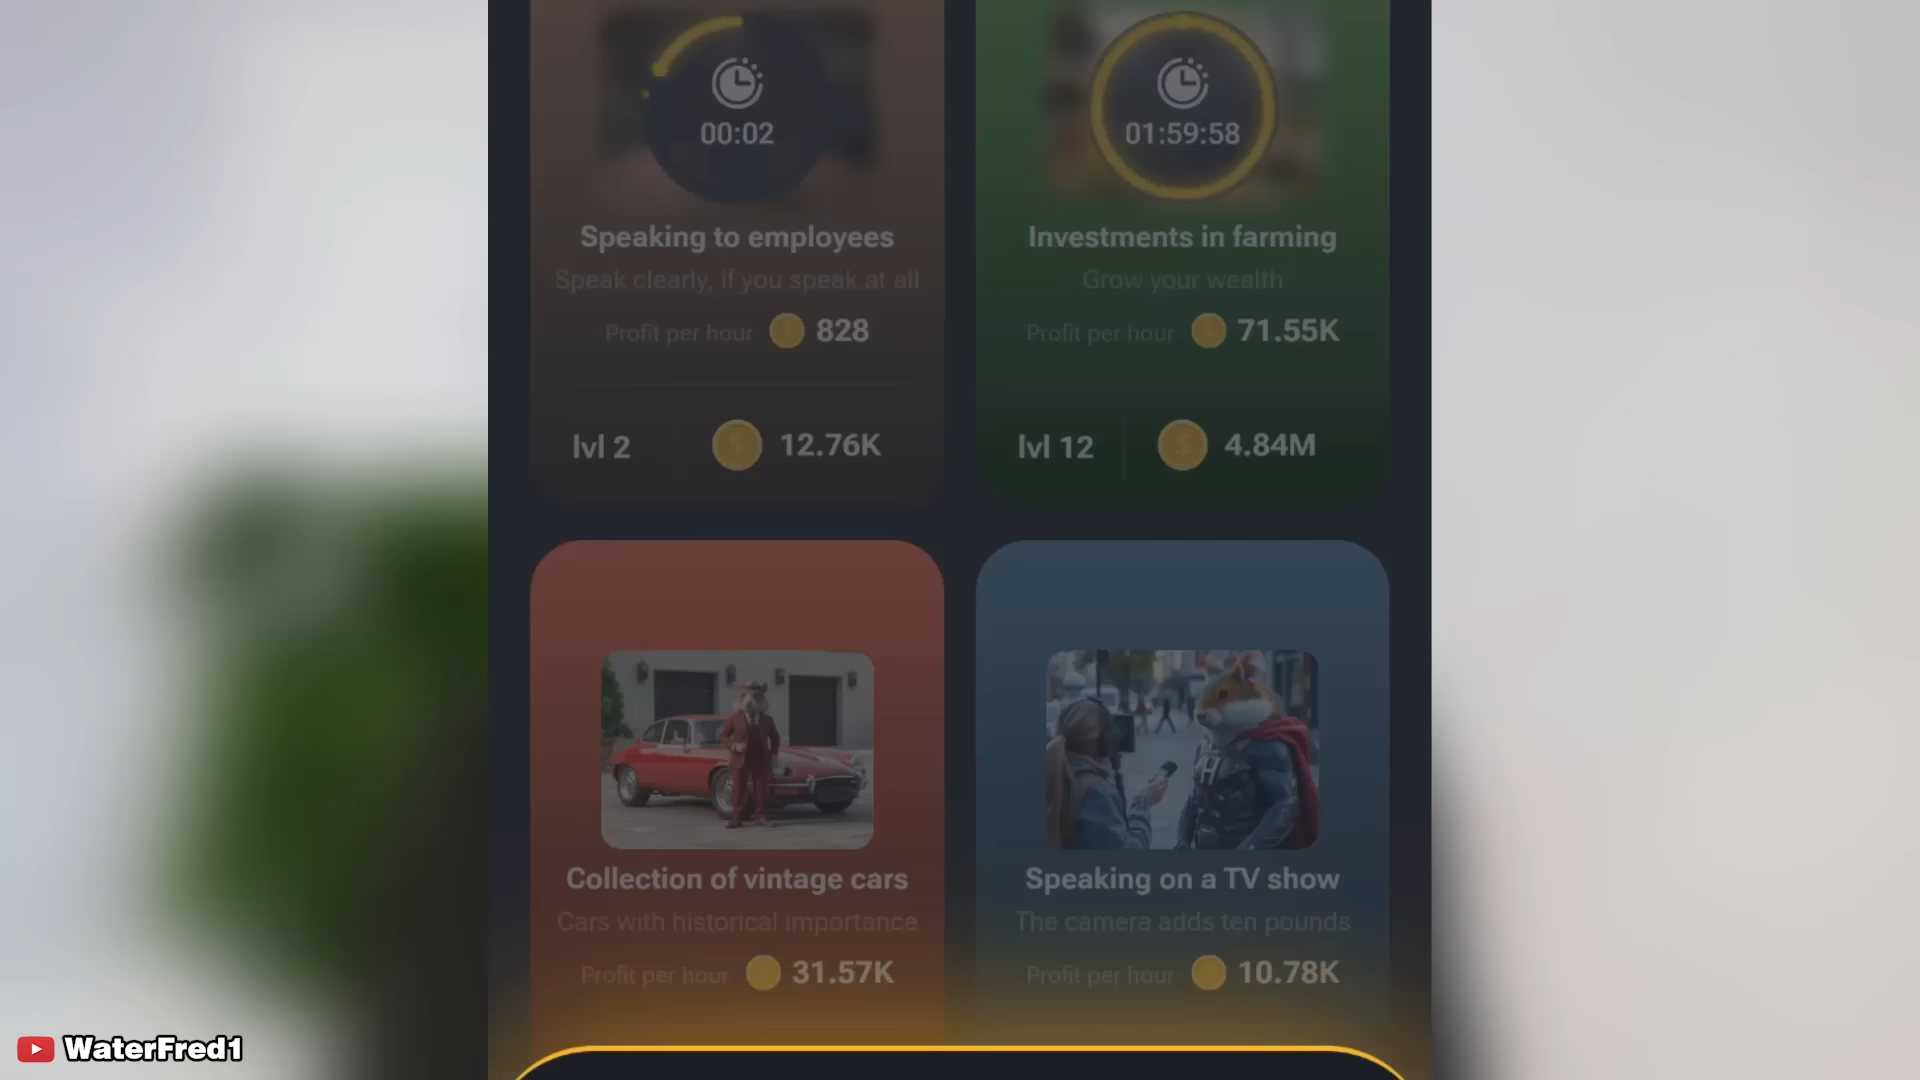 00:02
01:59:58
Speaking to employees
Investments in farming
Speak clearly, if you speak at all
Grow your wealth
Profit per hour 828
Profit per hour 71.55K
lvl 2 12.76K
lvl 12 4.84M
H
Collection of vintage cars
Speaking on a TV show
Cars with historical importance
The camera adds ten pounds
Profit per hour 31.57K
Profit per hour 10.78K
WaterFred1